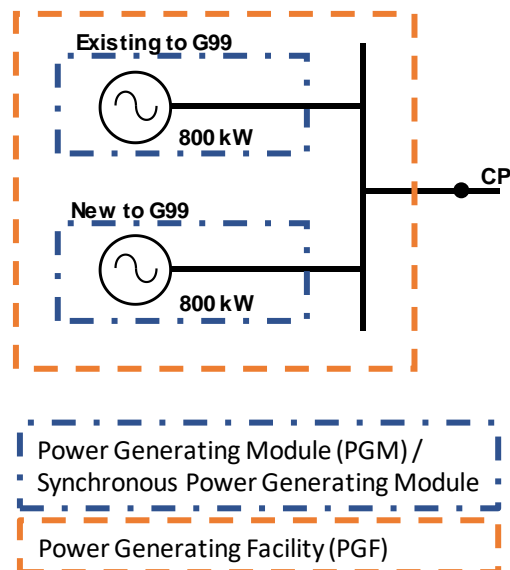 Existing to G99
800 kW
CP
New to G99
800 kW
Power Generating Module (PGM) /
Synchronous Power Generating Module
Power Generating Facility (PGF)